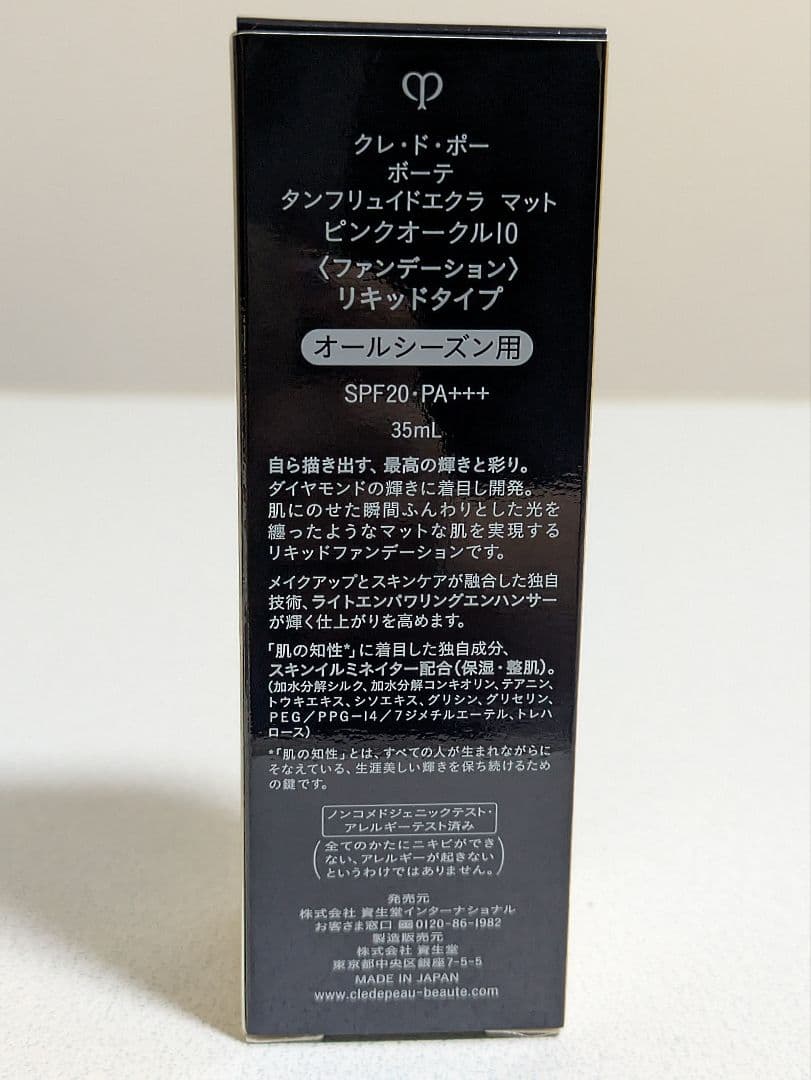 クレ・ド・ポー
ボーテ
タンフリュイドエクラ マット
ピンクオークル10
〈ファンデーション〉
リキッドタイプ
オールシーズン用
SPF20・PA+++
35mL
自ら描き出す、最高の輝きと彩り。
ダイヤモンドの輝きに着目し開発。
肌にのせた瞬間ふんわりとした光を
纏ったようなマットな肌を実現する
リキッドファンデーションです。
メイクアップとスキンケアが融合した独自
技術、ライトエンパワリングエンハンサー
が輝く仕上がりを高めます。
「肌の知性*」に着目した独自成分、
スキンイルミネイター配合(保湿・整肌)。
(加水分解シルク、加水分解コンキオリン、テアニン、
トウキエキス、シソエキス、グリシン、グリセリン、
PEG/PPG-14/7ジメチルエーテル、トレハ
ロース)
*「肌の知性」とは、すべての人が生まれながらに
そなえている、生涯美しい輝きを保ち続けるため
の鍵です。
ノンコメドジェニックテスト・
アレルギーテスト済み
(全てのかたにニキビができ
ない、アレルギーが起きない
というわけではありません。)
発売元
株式会社 資生堂インターナショナル
お客さま窓口 0120-86-1982
製造販売元
株式会社 資生堂
東京都中央区銀座7-5-5
MADE IN JAPAN
www.cledepeau-beaute.com